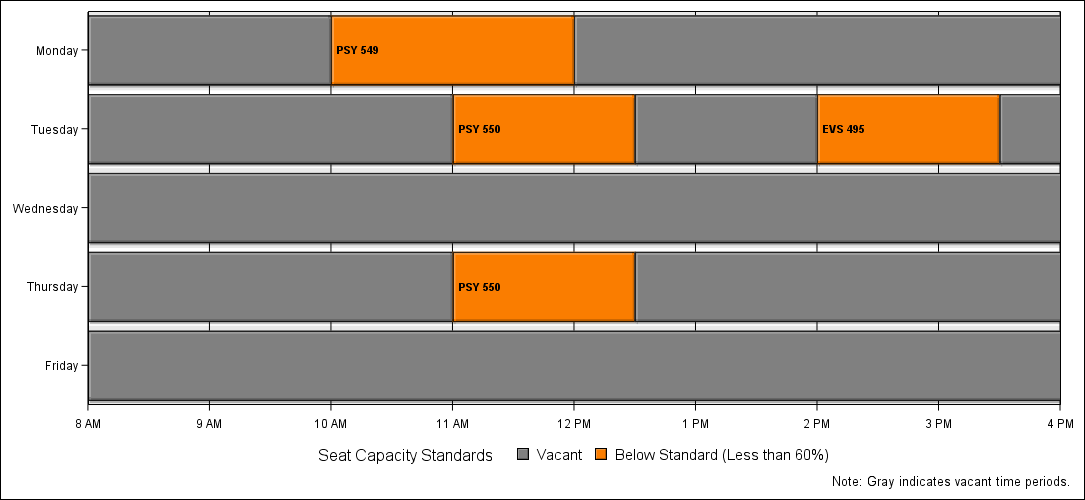 Monday
PSY 549
Tuesday
PSY 550
EVS 495
Wednesday
Thursday
PSY 550
Friday
8 AM 9 AM 10 AM 11 AM 12 PM 1 PM 2 PM 3 PM 4 PM
Seat Capacity Standards Vacant Below Standard (Less than 60%)
Note: Gray indicates vacant time periods.